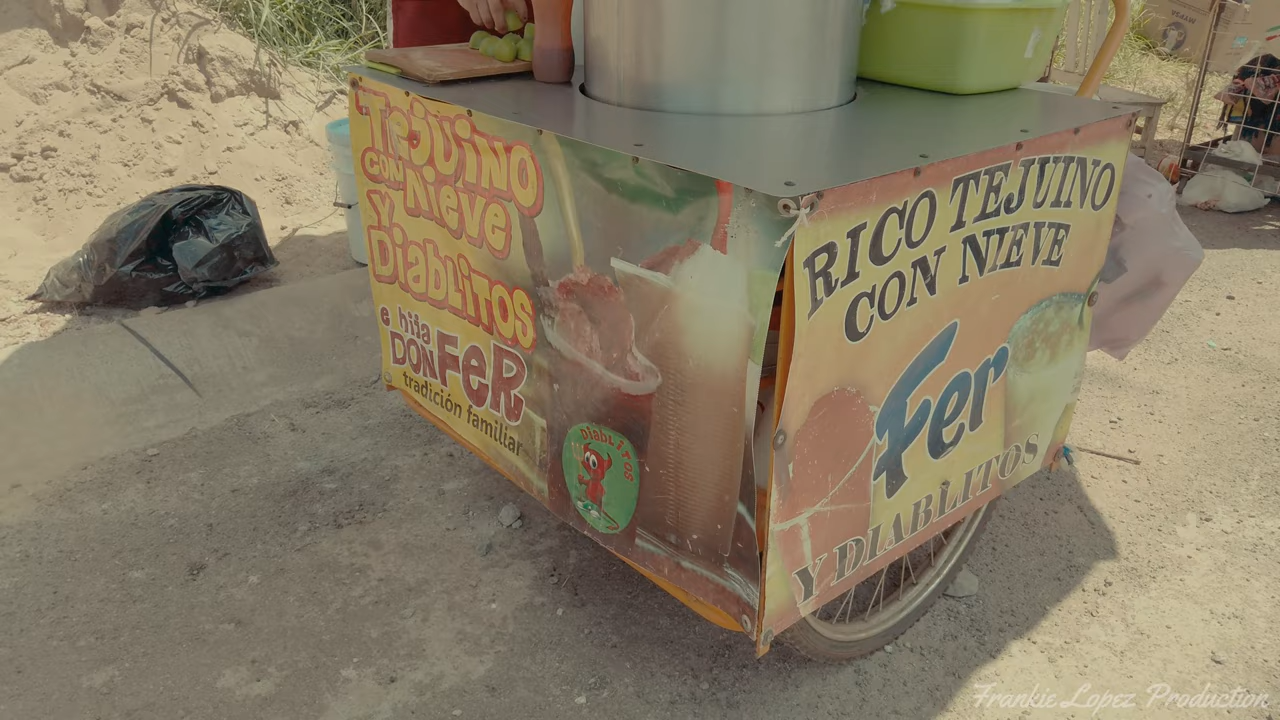 Tejuino
con Nieve
y
Diablitos
e hija
DON FER
tradición familiar
Diablitos
RICO TEJUINO
CON NIEVE
Fer
Y DIABLITOS
Frankie Lopez Production